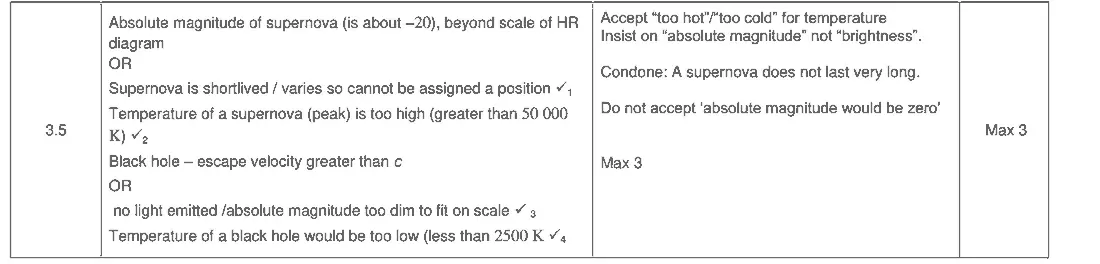 3.5
Absolute magnitude of supernova (is about –20), beyond scale of HR
diagram
OR
Supernova is shortlived / varies so cannot be assigned a position ✓1
Temperature of a supernova (peak) is too high (greater than 50 000
K) ✓2
Black hole – escape velocity greater than c
OR
no light emitted /absolute magnitude too dim to fit on scale ✓ 3
Temperature of a black hole would be too low (less than 2500 K ✓4
Accept “too hot”/“too cold” for temperature
Insist on “absolute magnitude” not “brightness”.
Condone: A supernova does not last very long.
Do not accept ‘absolute magnitude would be zero’
Max 3
Max 3